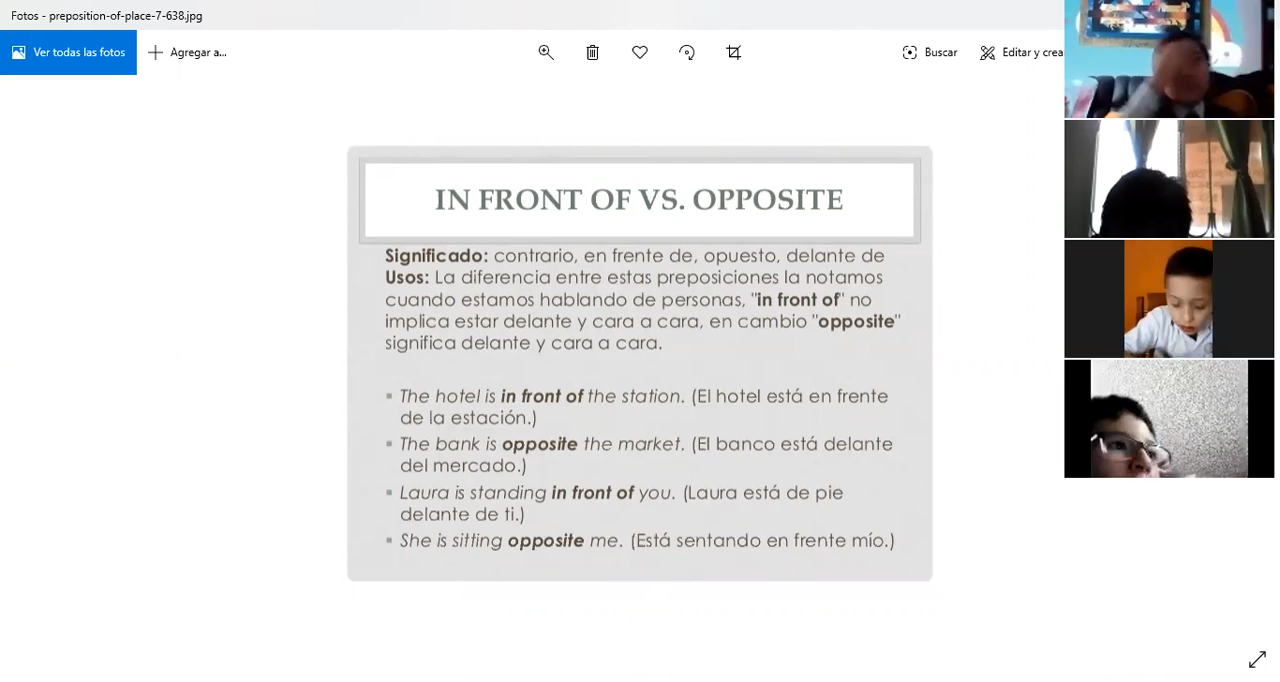 Fotos - preposition-of-place-7-638.jpg
Ver todas las fotos
Agregar a...
Buscar
Editar y crea
IN FRONT OF VS. OPPOSITE
Significado: contrario, en frente de, opuesto, delante de
Usos: La diferencia entre estas preposiciones la notamos
cuando estamos hablando de personas, "in front of" no
implica estar delante y cara a cara, en cambio "opposite"
significa delante y cara a cara.
▪ The hotel is in front of the station. (El hotel está en frente
de la estación.)
▪ The bank is opposite the market. (El banco está delante
del mercado.)
▪ Laura is standing in front of you. (Laura está de pie
delante de ti.)
▪ She is sitting opposite me. (Está sentando en frente mío.)